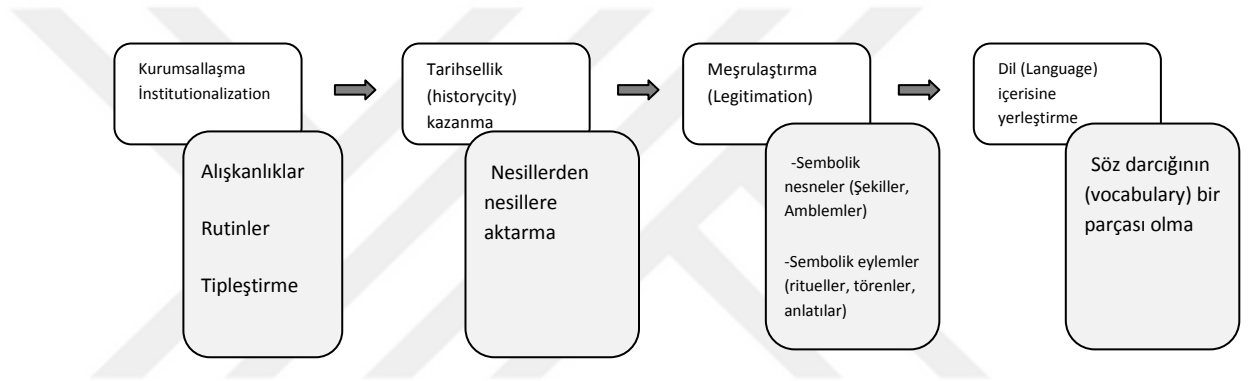 Kurumsallaşma
İnstitutionalization
Alışkanlıklar
Rutinler
Tipleştirme
Tarihsellik
(historycity)
kazanma
Nesillerden
nesillere
aktarma
Meşrulaştırma
(Legitimation)
-Sembolik
nesneler (Şekiller,
Amblemler)
-Sembolik eylemler
(ritueller, törenler,
anlatılar)
Dil (Language)
içerisine
yerleştirme
Söz darcığının
(vocabulary) bir
parçası olma